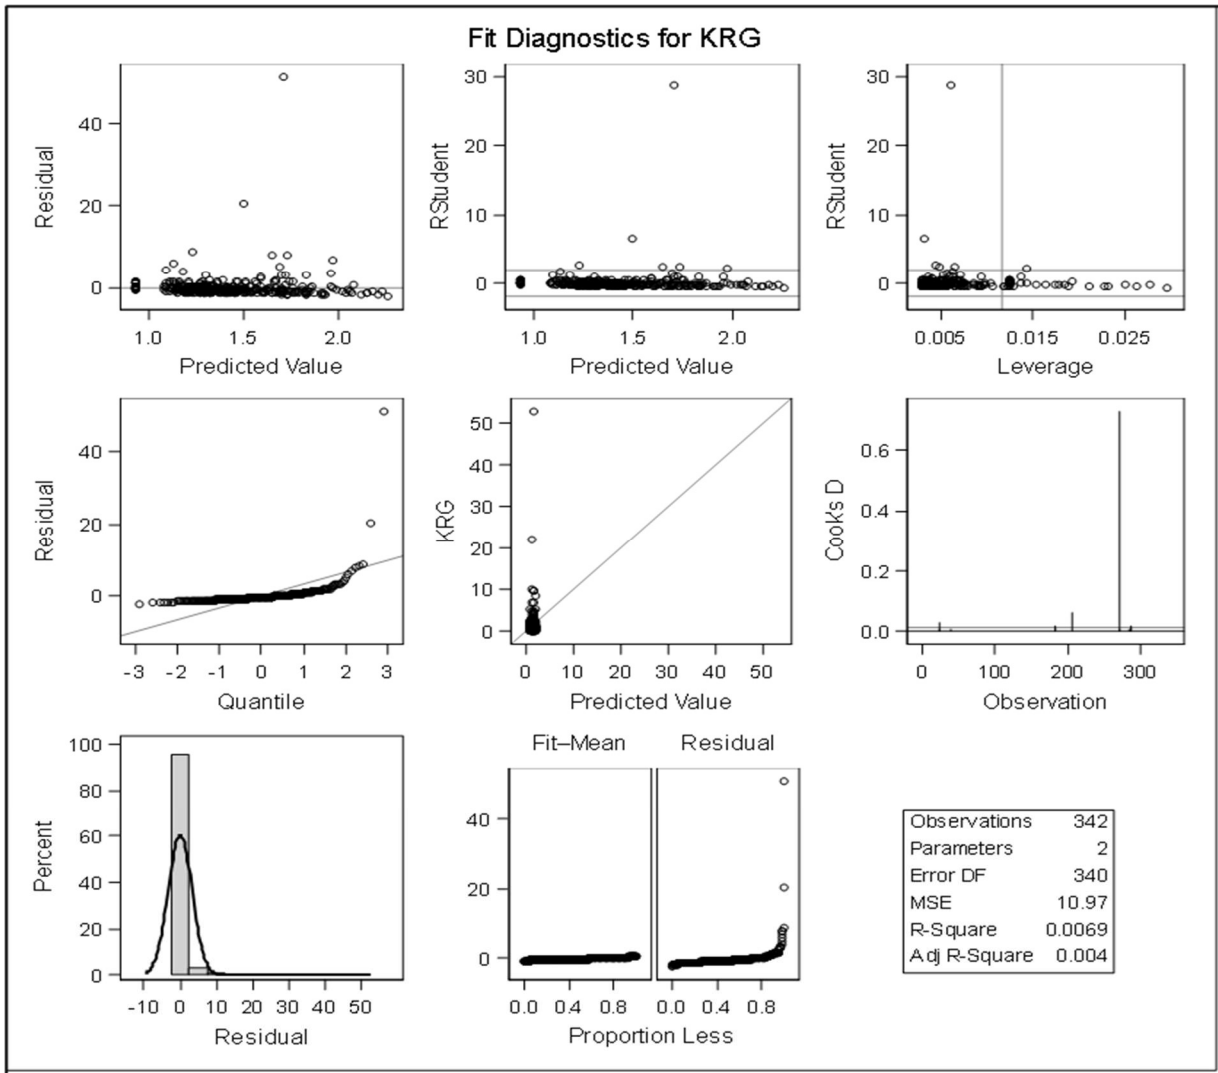 Fit Diagnostics for KRG
Residual
40
20
0
1.0 1.5 2.0
Predicted Value
RStudent
30
20
10
0
1.0 1.5 2.0
Predicted Value
RStudent
30
20
10
0
0.005 0.015 0.025
Leverage
Residual
40
20
0
-3 -2 -1 0 1 2 3
Quantile
KRG
50
40
30
20
10
0
0 10 20 30 40 50
Predicted Value
Cook's D
0.6
0.4
0.2
0.0
0 100 200 300
Observation
Percent
100
80
60
40
20
0
-10 0 10 20 30 40 50
Residual
Fit–Mean Residual
40
20
0
0.0 0.4 0.8 0.0 0.4 0.8
Proportion Less
Observations 342
Parameters 2
Error DF 340
MSE 10.97
R-Square 0.0069
Adj R-Square 0.004